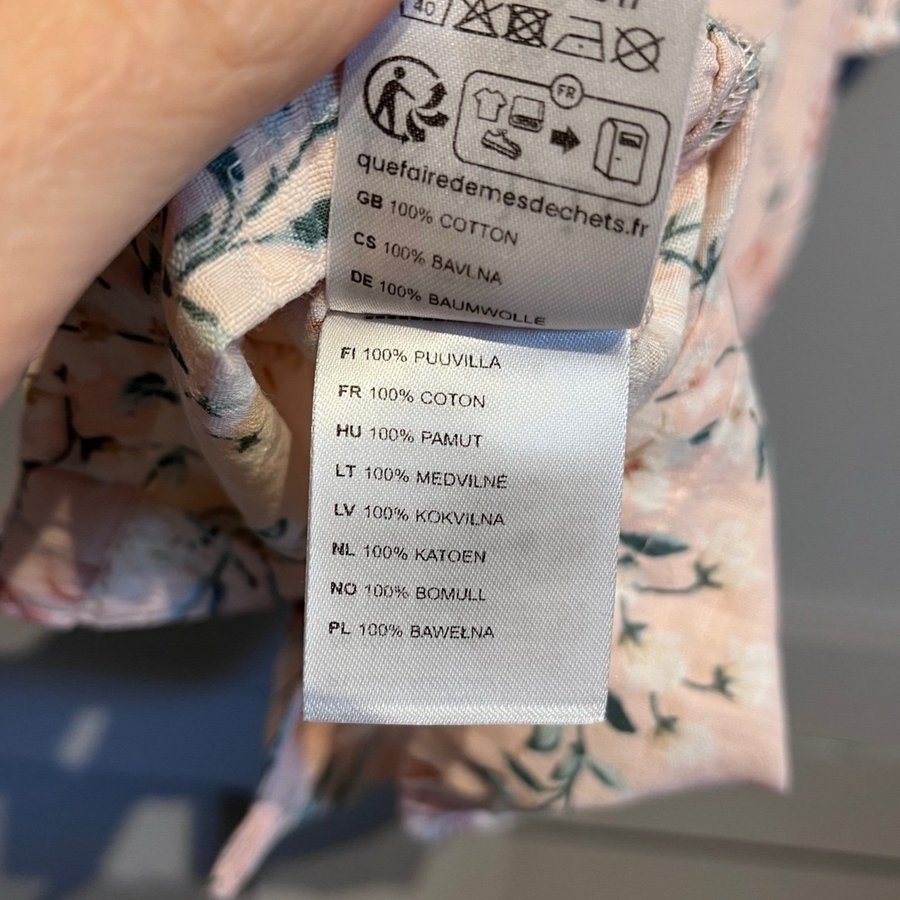 40
FR
quefairedemesdechets.fr
GB 100% COTTON
CS 100% BAVLNA
DE 100% BAUMWOLLE
FI 100% PUUVILLA
FR 100% COTON
HU 100% PAMUT
LT 100% MEDVILNĖ
LV 100% KOKVILNA
NL 100% KATOEN
NO 100% BOMULL
PL 100% BAWEŁNA